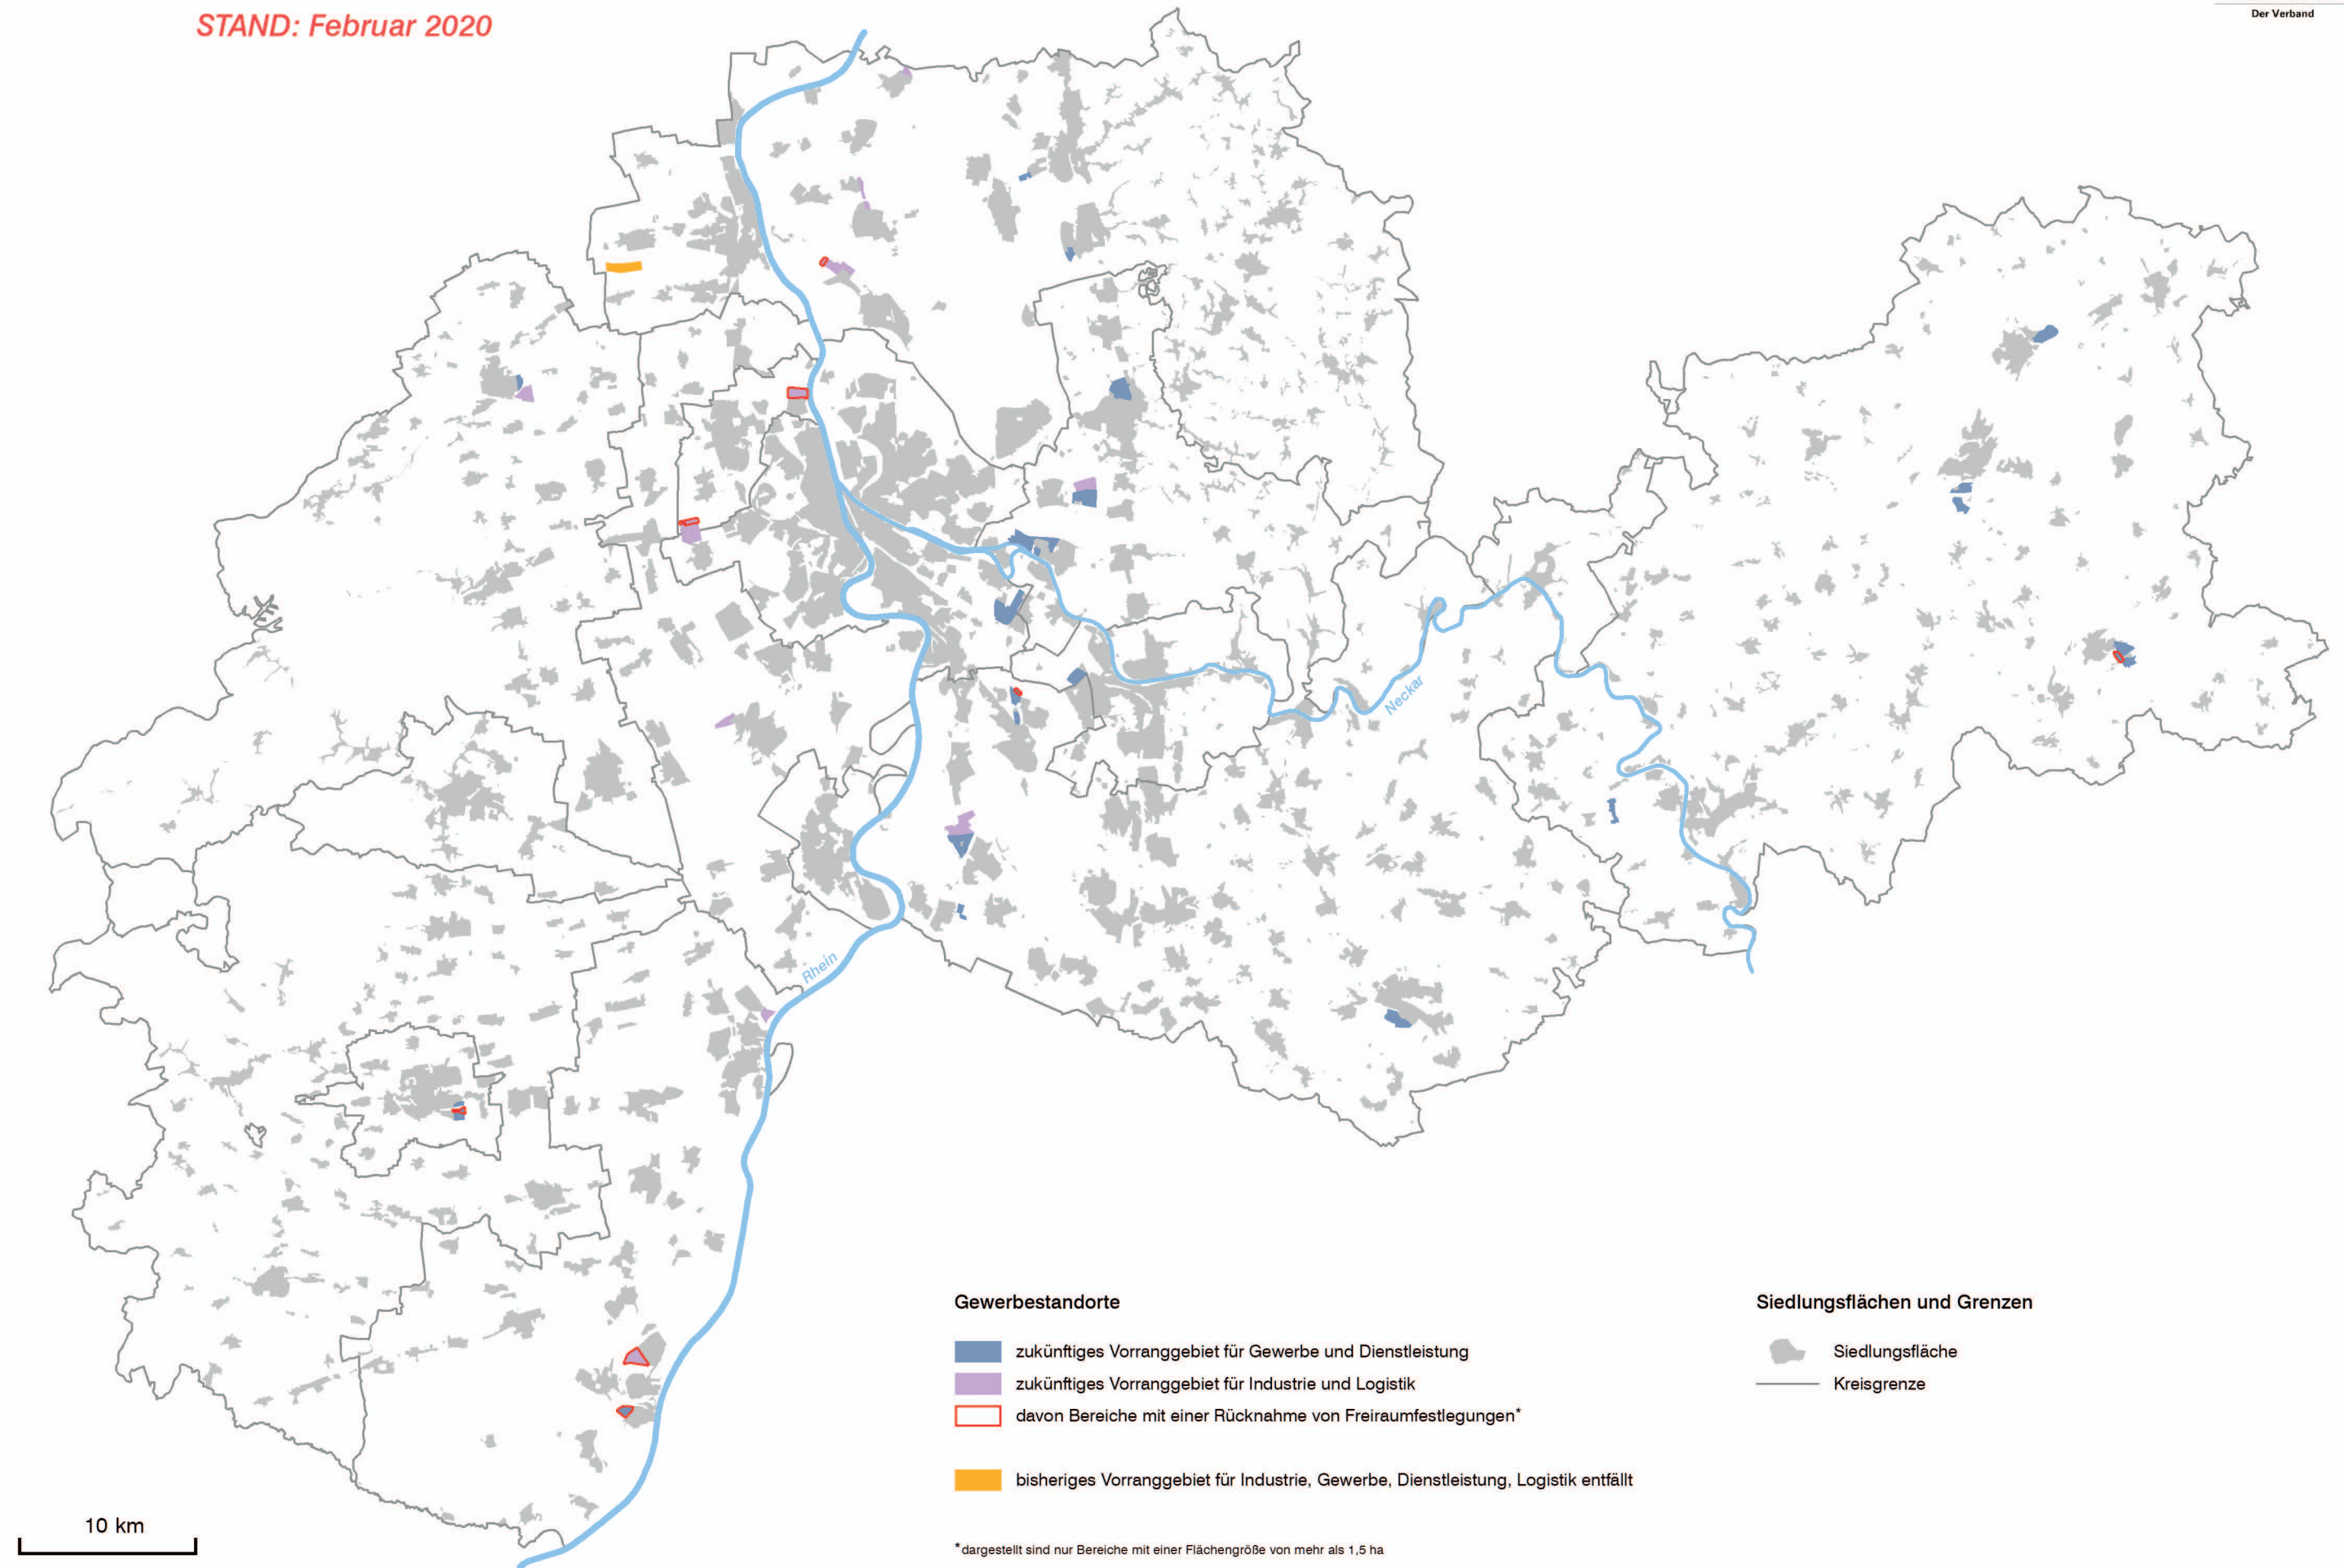 STAND: Februar 2020
Der Verband
Neckar
Rhein
Gewerbestandorte
zukünftiges Vorranggebiet für Gewerbe und Dienstleistung
zukünftiges Vorranggebiet für Industrie und Logistik
davon Bereiche mit einer Rücknahme von Freiraumfestlegungen*
bisheriges Vorranggebiet für Industrie, Gewerbe, Dienstleistung, Logistik entfällt
*dargestellt sind nur Bereiche mit einer Flächengröße von mehr als 1,5 ha
Siedlungsflächen und Grenzen
Siedlungsfläche
Kreisgrenze
10 km